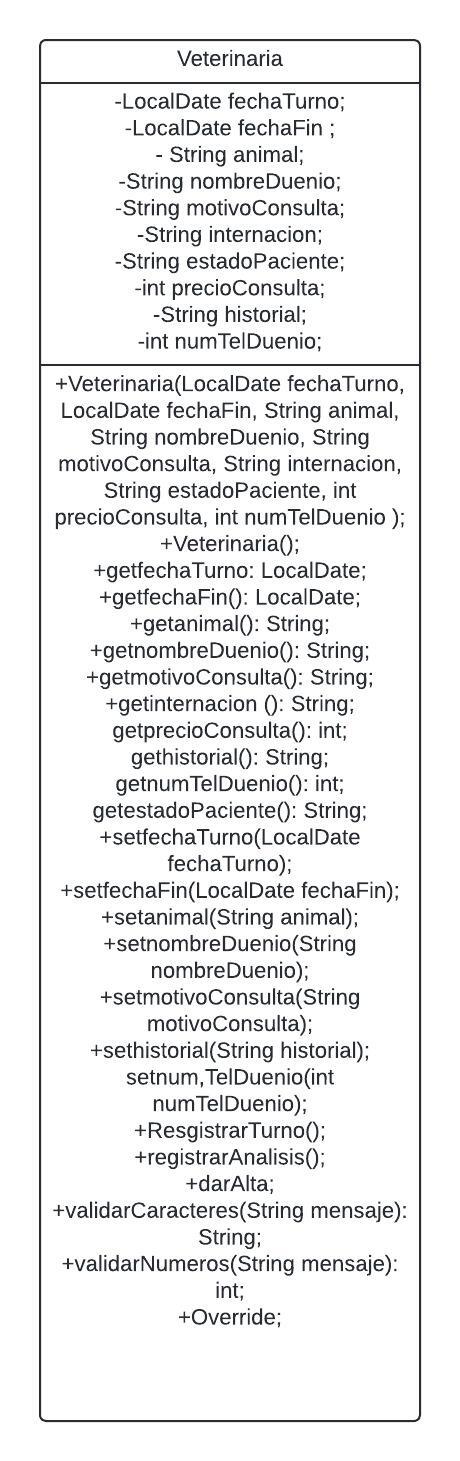 Veterinaria
-LocalDate fechaTurno;
-LocalDate fechaFin ;
- String animal;
-String nombreDuenio;
-String motivoConsulta;
-String internacion;
-String estadoPaciente;
-int precioConsulta;
-String historial;
-int numTelDuenio;
+Veterinaria(LocalDate fechaTurno,
LocalDate fechaFin, String animal,
String nombreDuenio, String
motivoConsulta, String internacion,
String estadoPaciente, int
precioConsulta, int numTelDuenio );
+Veterinaria();
+getfechaTurno: LocalDate;
+getfechaFin(): LocalDate;
+getanimal(): String;
+getnombreDuenio(): String;
+getmotivoConsulta(): String;
+getinternacion (): String;
getprecioConsulta(): int;
gethistorial(): String;
getnumTelDuenio(): int;
getestadoPaciente(): String;
+setfechaTurno(LocalDate
fechaTurno);
+setfechaFin(LocalDate fechaFin);
+setanimal(String animal);
+setnombreDuenio(String
nombreDuenio);
+setmotivoConsulta(String
motivoConsulta);
+sethistorial(String historial);
setnum,TelDuenio(int
numTelDuenio);
+ResgistrarTurno();
+registrarAnalisis();
+darAlta;
+validarCaracteres(String mensaje):
String;
+validarNumeros(String mensaje):
int;
+Override;